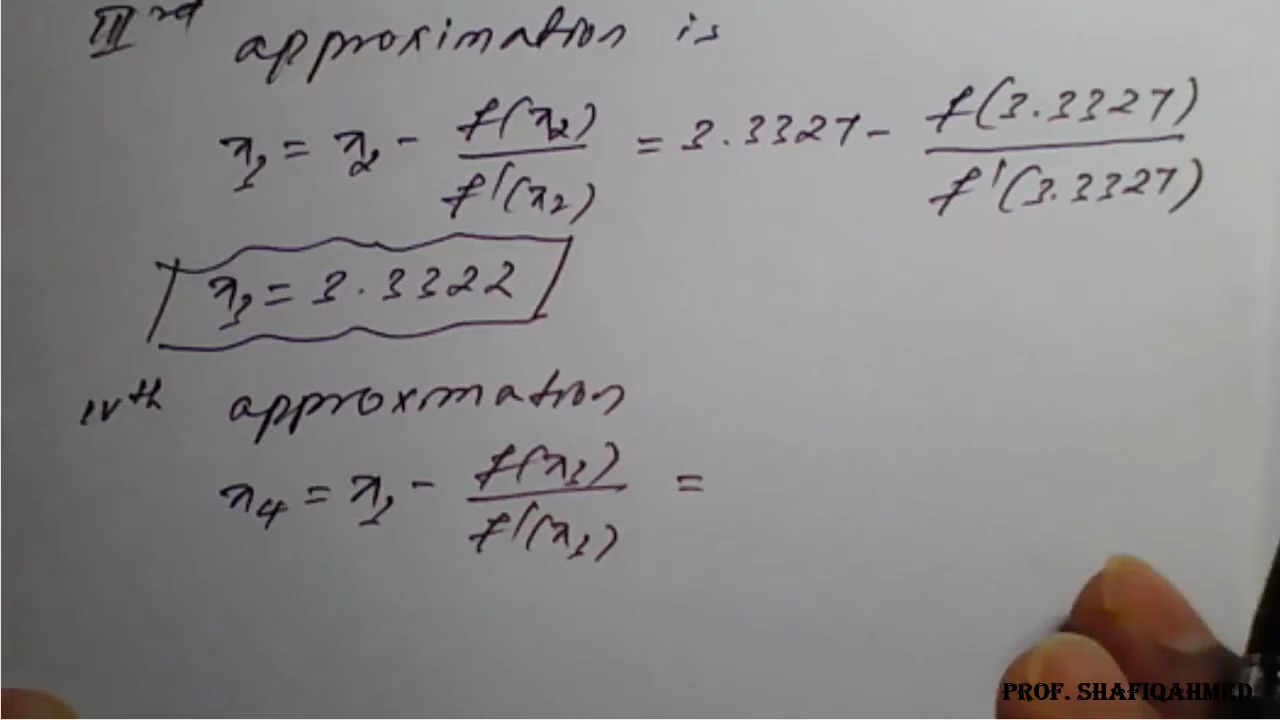 IIIrd approximation is
x₃ = x₂ - f(x₂)/f'(x₂) = 3.3327 - f(3.3327)/f'(3.3327)
x₃ = 3.3322
IVth approximation
x₄ = x₃ - f(x₃)/f'(x₃) =
PROF. SHAFIQAHMED